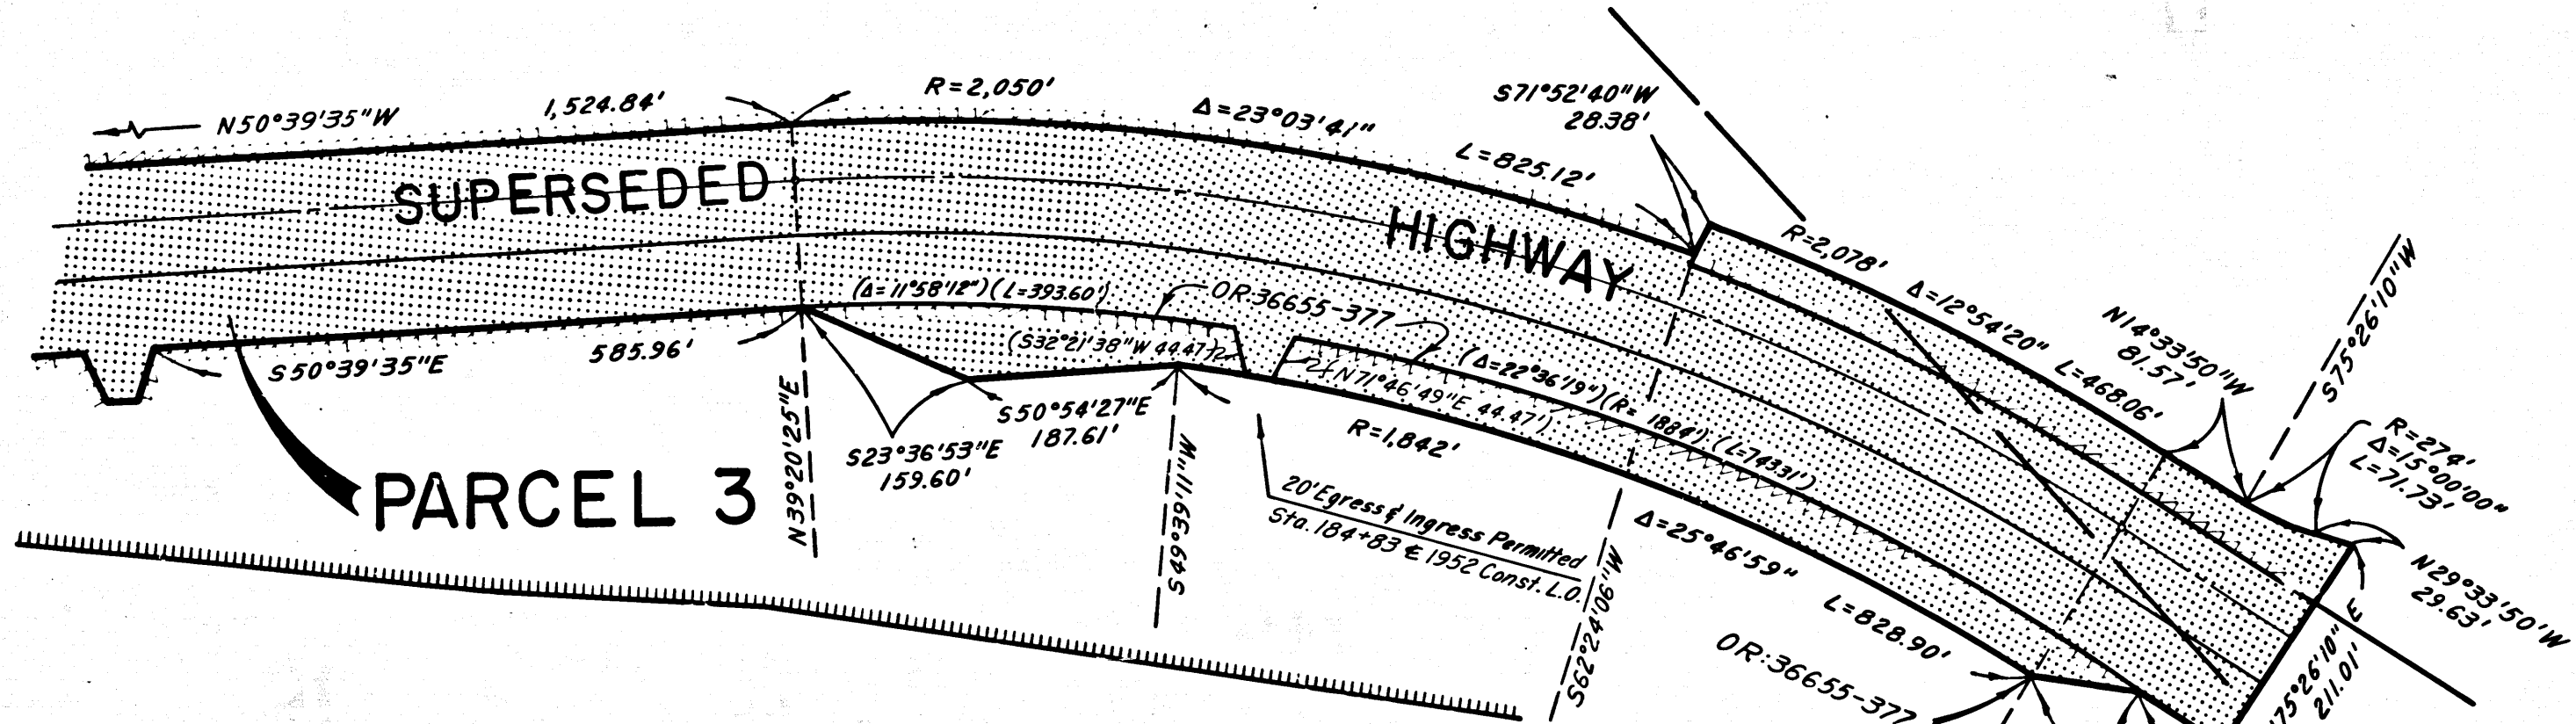 N50°39'35"W
1,524.84'
R=2,050'
Δ=23°03'41"
L=825.12'
S71°52'40"W
28.38'
SUPERSEDED
HIGHWAY
R=2,078'
Δ=12°54'20"
L=468.06'
N14°33'50"W
81.57'
S75°26'10"W
R=274'
Δ=15°00'00"
L=71.73'
N29°33'50"W
29.63'
(Δ=11°58'12")(L=393.60')
OR:36655-377
(S32°21'38"W 44.47')
N71°46'49"E 44.47')
(Δ=22°36'19")(R=1884')(L=743.31')
S50°39'35"E
585.96'
N39°20'25"E
S23°36'53"E
159.60'
S50°54'27"E
187.61'
S49°39'11"W
R=1,842'
Δ=25°46'59"
L=828.90'
PARCEL 3
20' Egress & Ingress Permitted
Sta. 184+83 ℄ 1952 Const. L.O.
S62°24'06"W
OR:36655-377
75°26'10" E
211.01'